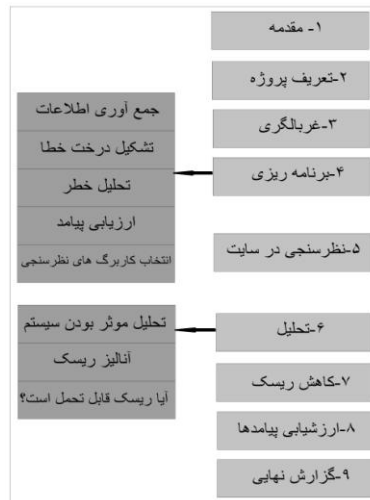 ۱- مقدمه
۲-تعریف پروژه
۳-غربالگری
۴-برنامه ریزی
جمع آوری اطلاعات
تشکیل درخت خطا
تحلیل خطر
ارزیابی پیامد
انتخاب کاربرگ های نظرسنجی
۵-نظرسنجی در سایت
۶-تحلیل
تحلیل موثر بودن سیستم
آنالیز ریسک
آیا ریسک قابل تحمل است؟
۷-کاهش ریسک
۸-ارزشیابی پیامدها
۹-گزارش نهایی